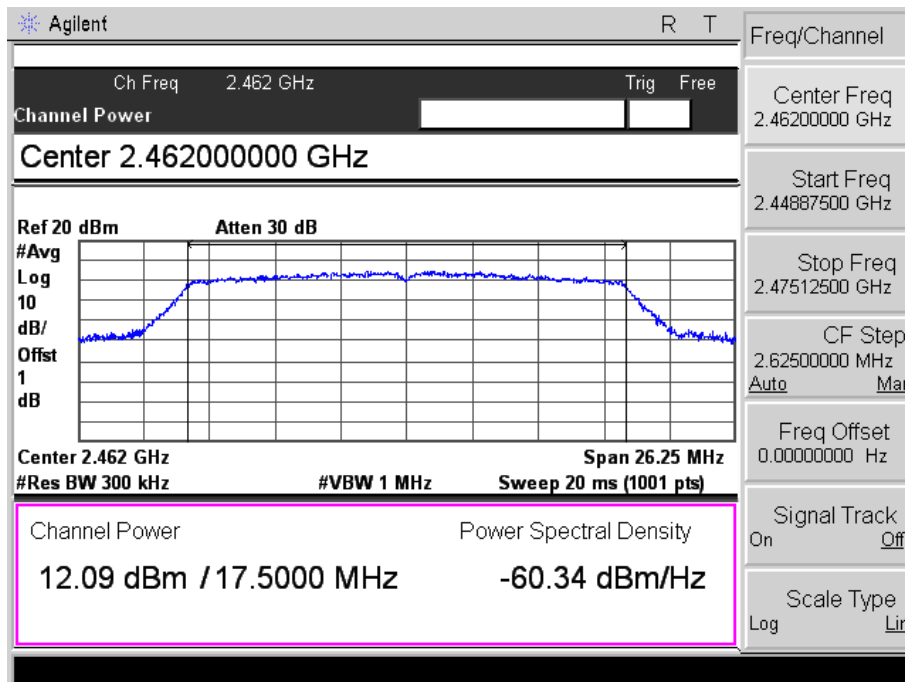 Agilent R T
Ch Freq 2.462 GHz Trig Free
Channel Power
Center 2.462000000 GHz
Ref 20 dBm Atten 30 dB
#Avg
Log
10
dB/
Offst
1
dB
Center 2.462 GHz Span 26.25 MHz
#Res BW 300 kHz #VBW 1 MHz Sweep 20 ms (1001 pts)
Channel Power Power Spectral Density
12.09 dBm / 17.5000 MHz -60.34 dBm/Hz
Freq/Channel
Center Freq
2.46200000 GHz
Start Freq
2.44887500 GHz
Stop Freq
2.47512500 GHz
CF Step
2.62500000 MHz
Auto Mar
Freq Offset
0.00000000 Hz
Signal Track
On Off
Scale Type
Log Lin